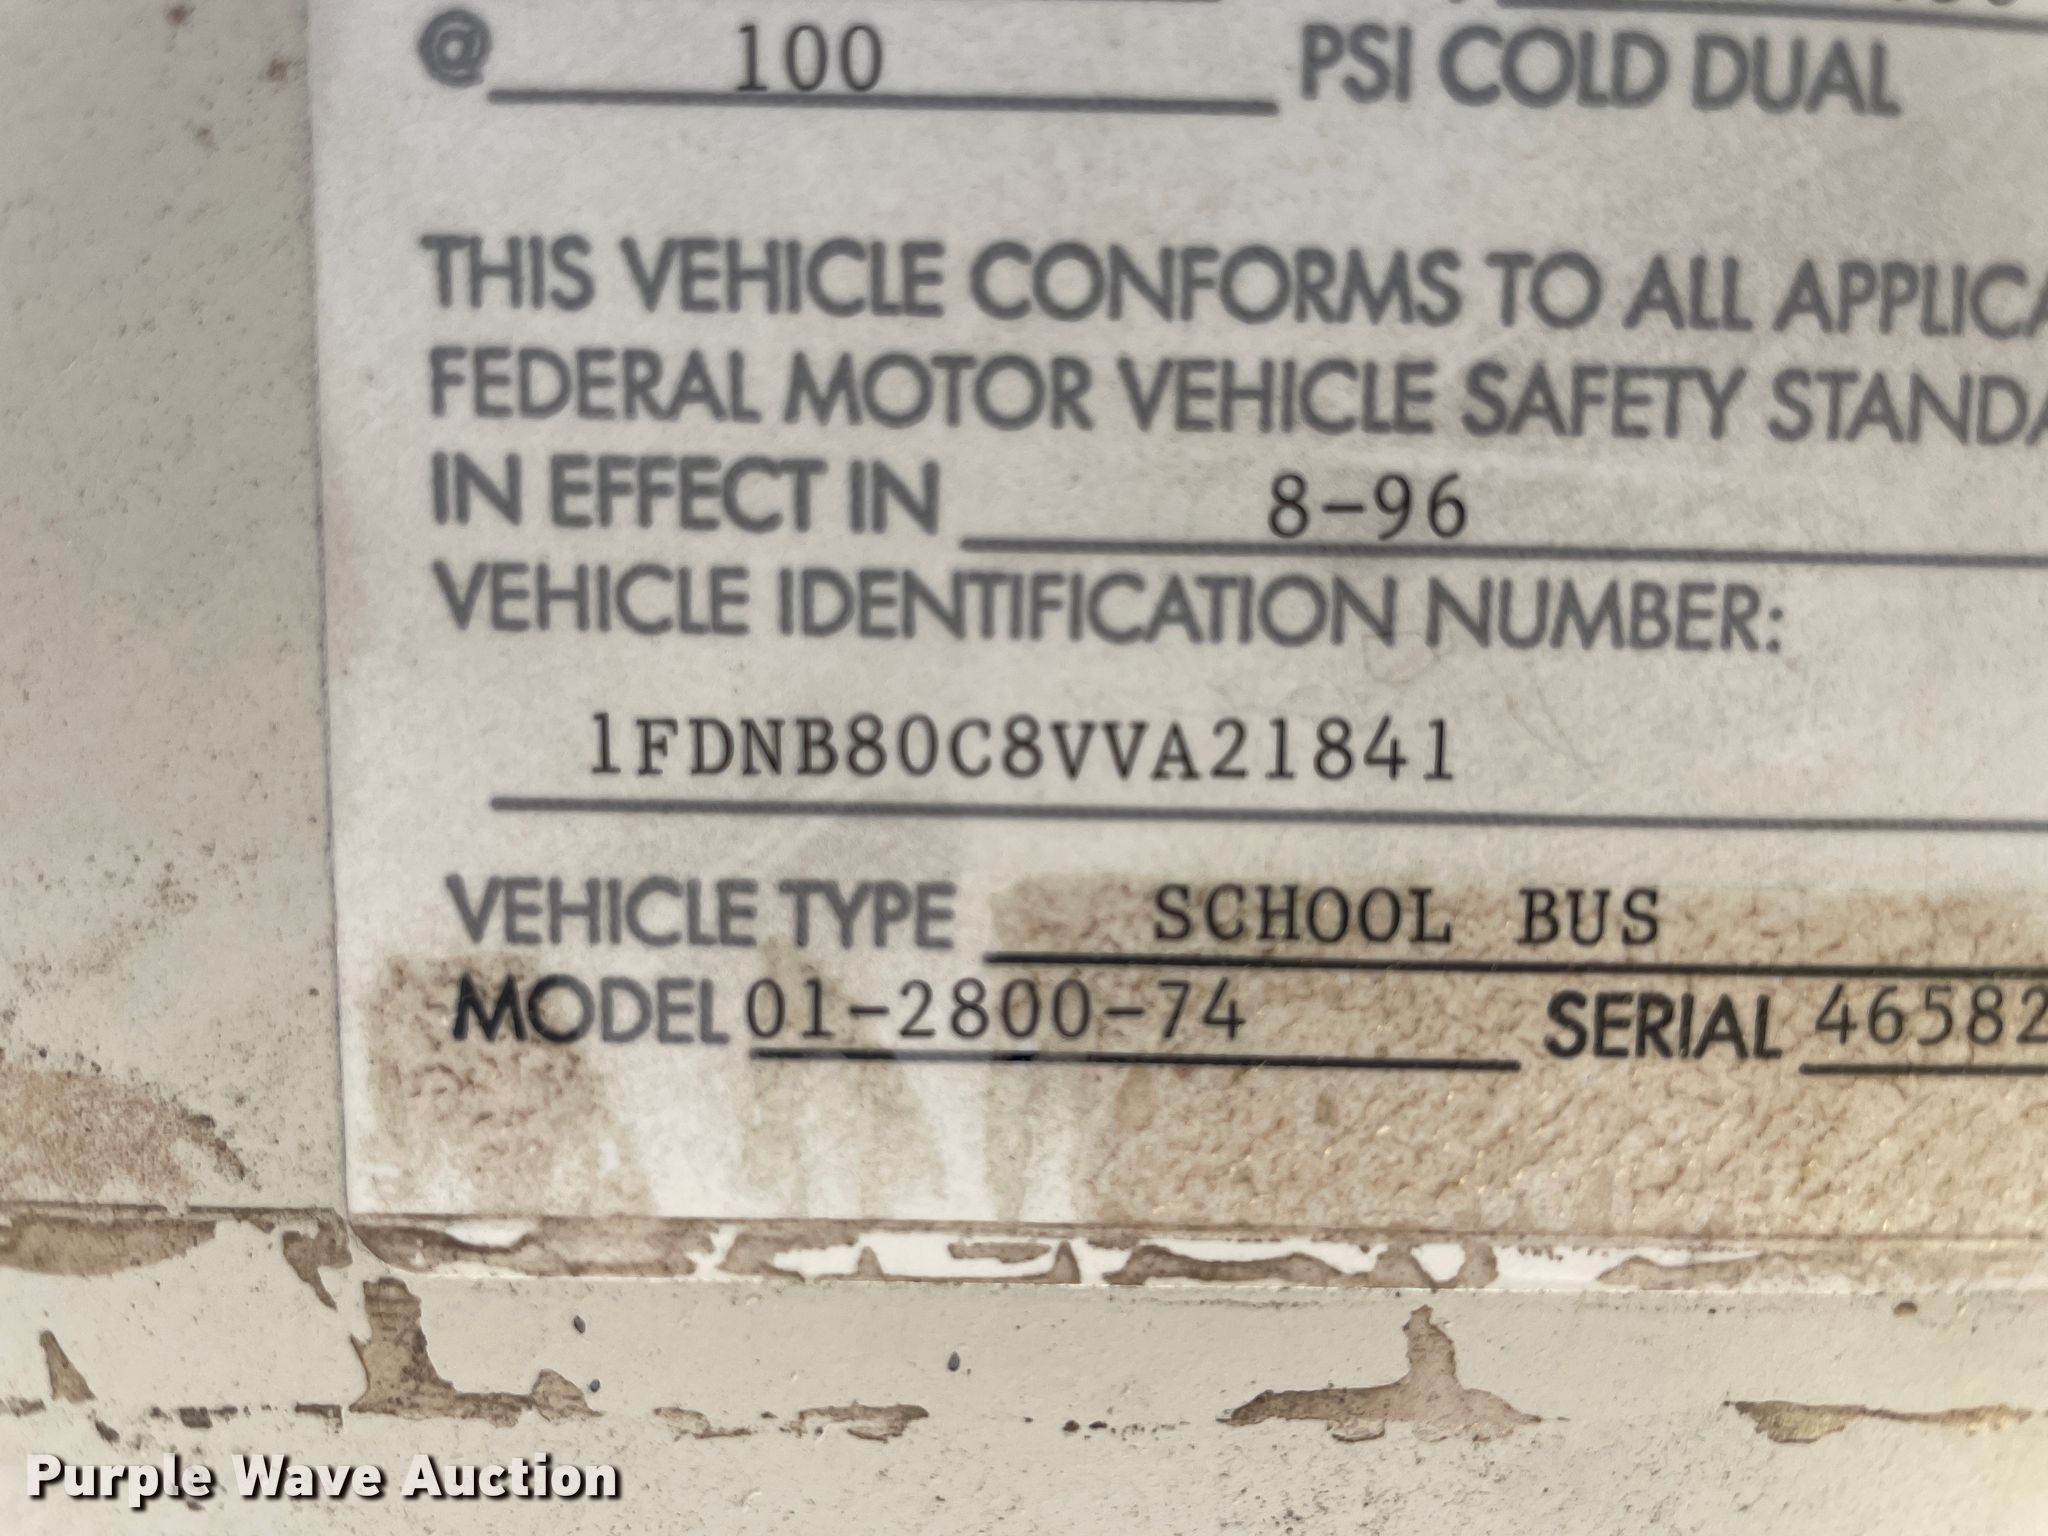 @ 100 PSI COLD DUAL
THIS VEHICLE CONFORMS TO ALL APPLICA
FEDERAL MOTOR VEHICLE SAFETY STANDA
IN EFFECT IN 8-96
VEHICLE IDENTIFICATION NUMBER:
1FDNB80C8VVA21841
VEHICLE TYPE SCHOOL BUS
MODEL 01-2800-74 SERIAL 46582
Purple Wave Auction